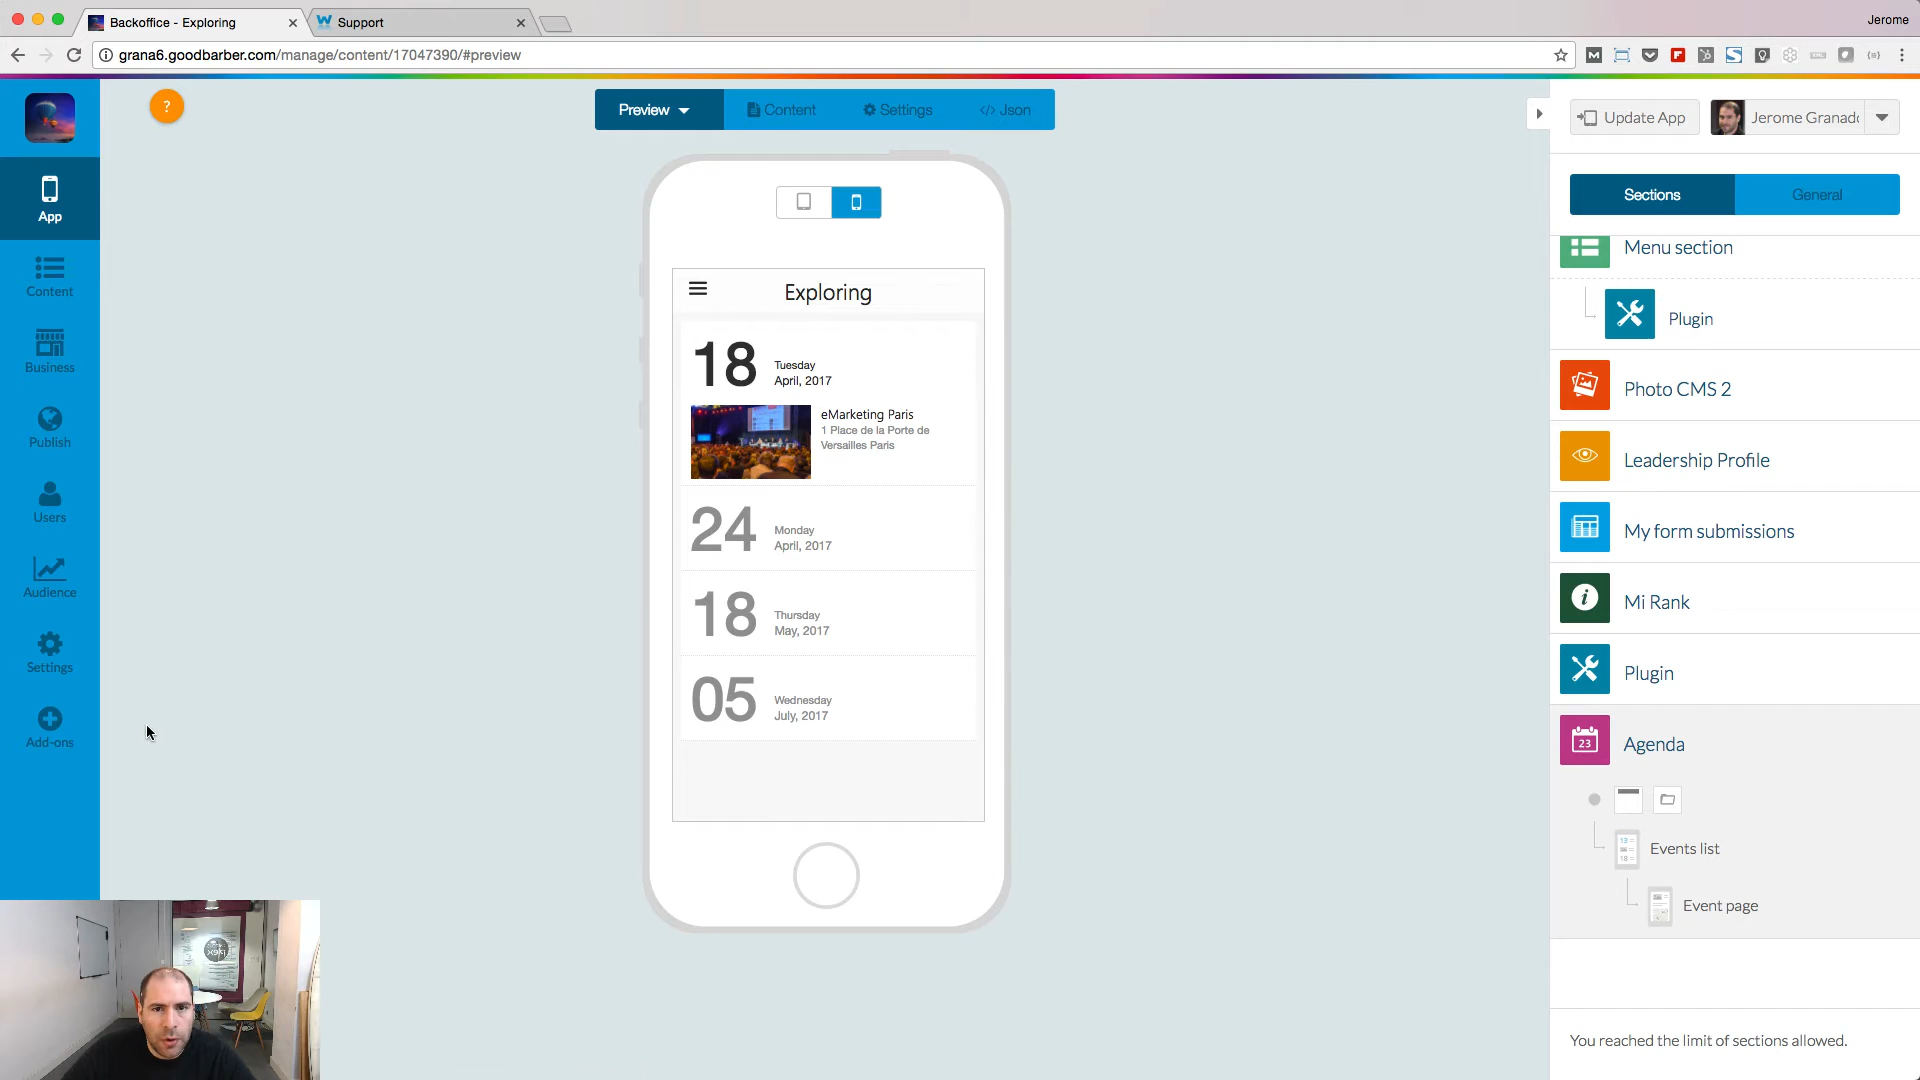 Backoffice - Exploring
Support
Jerome
grana6.goodbarber.com/manage/content/17047390/#preview
?
Preview
Content
Settings
</> Json
Update App
Jerome Granado
App
Content
Business
Publish
Users
Audience
Settings
Add-ons
Exploring
18
Tuesday
April, 2017
eMarketing Paris
1 Place de la Porte de
Versailles Paris
24
Monday
April, 2017
18
Thursday
May, 2017
05
Wednesday
July, 2017
Sections
General
Menu section
Plugin
Photo CMS 2
Leadership Profile
My form submissions
Mi Rank
Plugin
23
Agenda
Events list
Event page
You reached the limit of sections allowed.